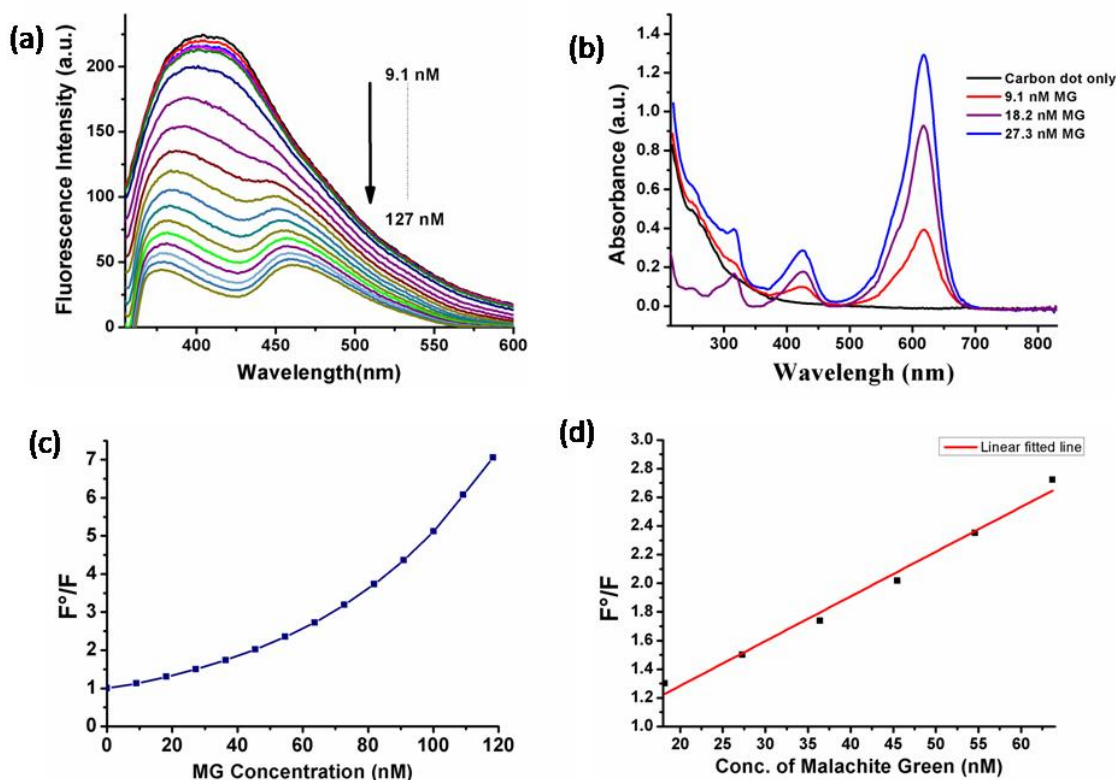 (a)
Fluorescence Intensity (a.u.)
200
150
100
50
0
9.1 nM
127 nM
400 450 500 550 600
Wavelength(nm)
(b)
Absorbance (a.u.)
1.4
1.2
1.0
0.8
0.6
0.4
0.2
0.0
Carbon dot only
9.1 nM MG
18.2 nM MG
27.3 nM MG
300 400 500 600 700 800
Wavelengh (nm)
(c)
F°/F
7
6
5
4
3
2
1
0
0 20 40 60 80 100 120
MG Concentration (nM)
(d)
F°/F
3.0
2.8
2.6
2.4
2.2
2.0
1.8
1.6
1.4
1.2
1.0
Linear fitted line
20 25 30 35 40 45 50 55 60
Conc. of Malachite Green (nM)